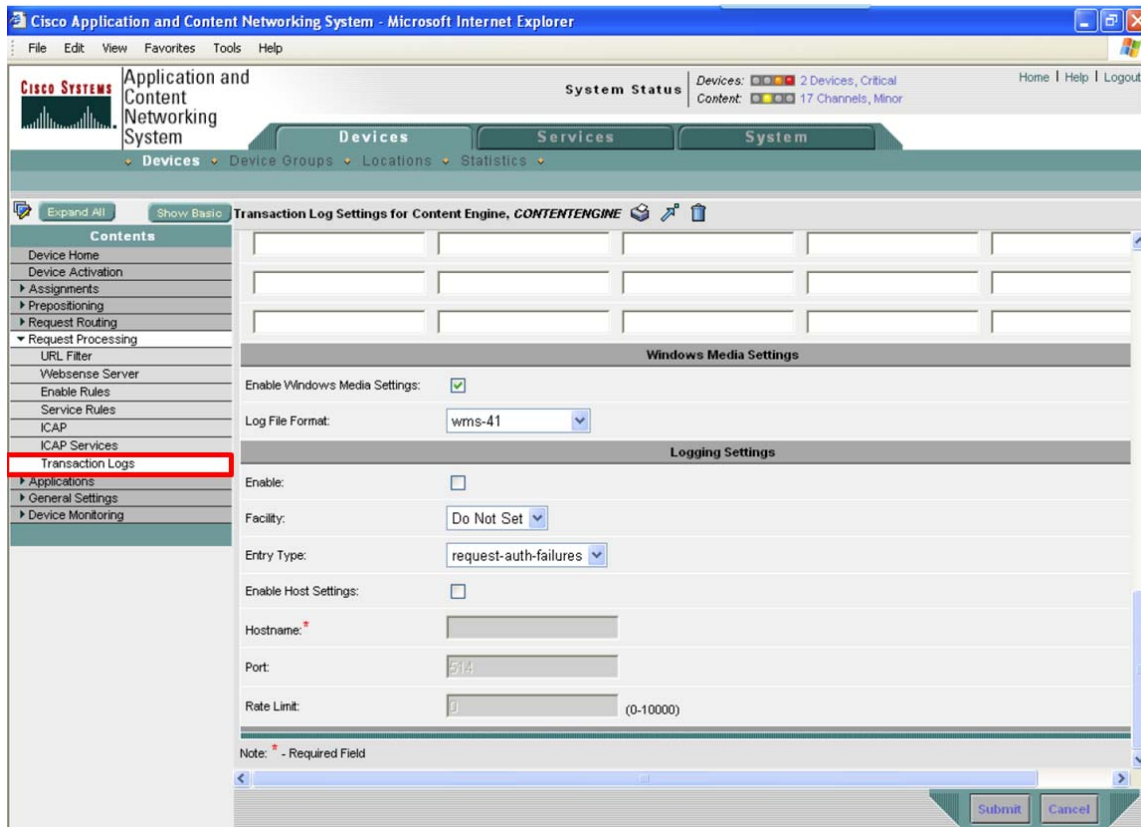 Cisco Application and Content Networking System - Microsoft Internet Explorer
File Edit View Favorites Tools Help
CISCO SYSTEMS
Application and
Content
Networking
System
System Status
Devices: 2 Devices, Critical
Content: 17 Channels, Minor
Home | Help | Logout
Devices Services System
Devices Device Groups Locations Statistics
Expand All Show Basic
Transaction Log Settings for Content Engine, CONTENTENGINE
Contents
Device Home
Device Activation
Assignments
Prepositioning
Request Routing
Request Processing
URL Filter
Websense Server
Enable Rules
Service Rules
ICAP
ICAP Services
Transaction Logs
Applications
General Settings
Device Monitoring
Windows Media Settings
Enable Windows Media Settings:
Log File Format: wms-41
Logging Settings
Enable:
Facility: Do Not Set
Entry Type: request-auth-failures
Enable Host Settings:
Hostname:*
Port: 514
Rate Limit: 0 (0-10000)
Note: * - Required Field
Submit Cancel